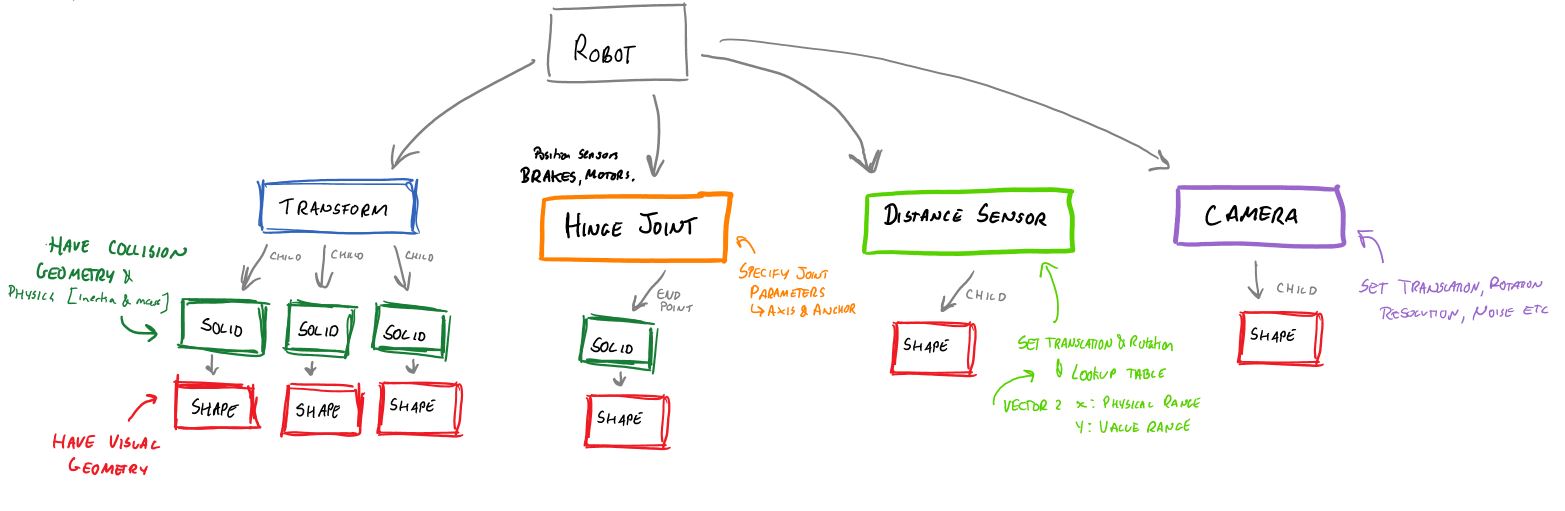 ROBOT
Position Sensors
BRAKES, MOTORS.
TRANSFORM
HINGE JOINT
DISTANCE SENSOR
CAMERA
HAVE COLLISION
GEOMETRY &
PHYSICS [inertia & mass]
CHILD
CHILD
CHILD
SOLID
SOLID
SOLID
SHAPE
SHAPE
SHAPE
HAVE VISUAL
GEOMETRY
END
POINT
SOLID
SHAPE
SPECIFY JOINT
PARAMETERS
↳ AXIS & ANCHOR
CHILD
SHAPE
SET TRANSLATION & Rotation
& LOOKUP TABLE
VECTOR 2 X: PHYSICAL RANGE
Y: VALUE RANGE
CHILD
SHAPE
SET TRANSLATION, ROTATION
RESOLUTION, NOISE ETC